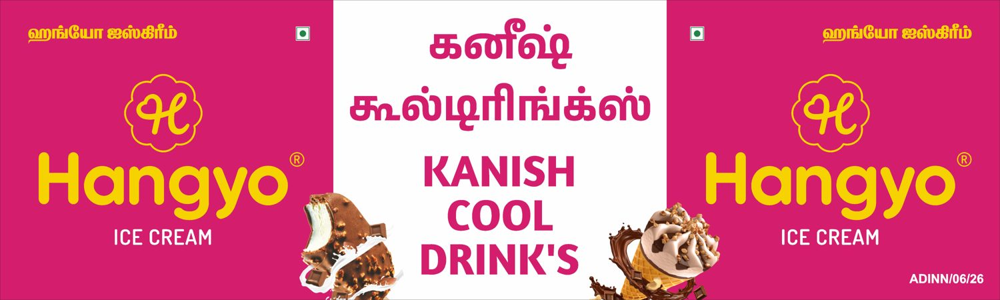 ஹங்யோ ஐஸ்கிரீம்
H
Hangyo®
ICE CREAM
கனீஷ்
கூல்டிரிங்க்ஸ்
KANISH
COOL
DRINK'S
ஹங்யோ ஐஸ்கிரீம்
H
Hangyo®
ICE CREAM
ADINN/06/26